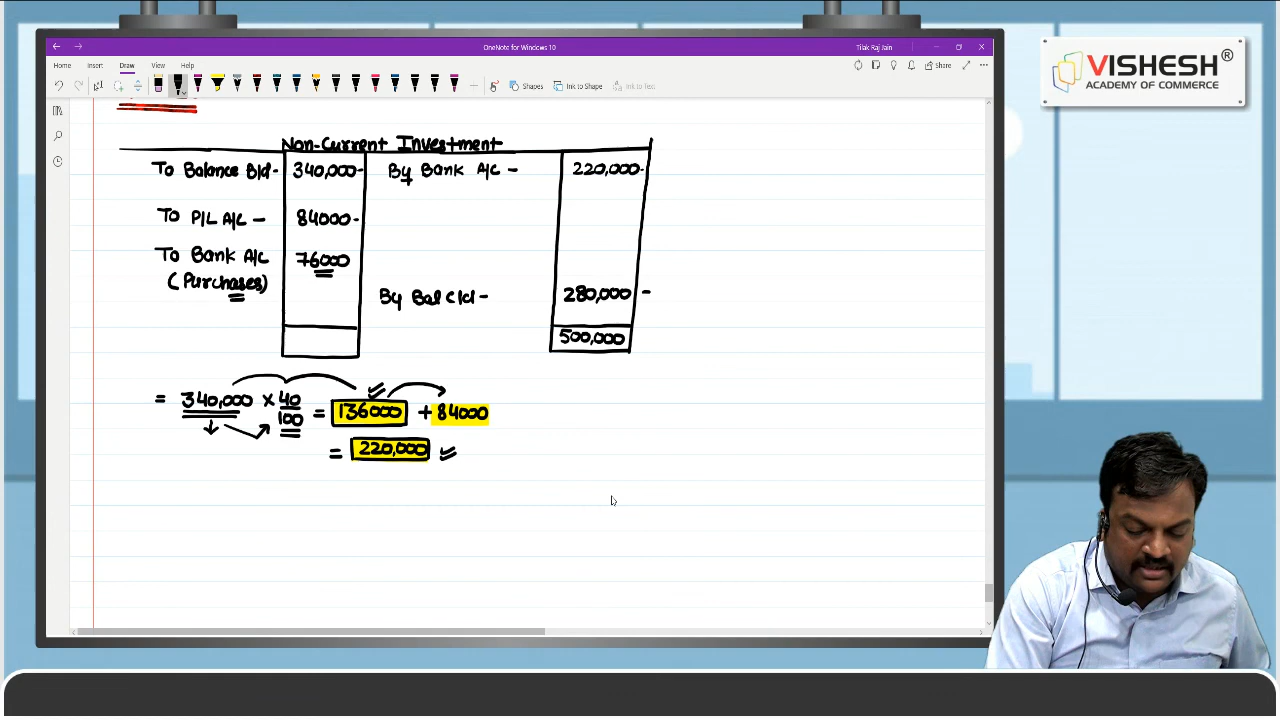 OneNote for Windows 10
Tilak Raj Jain
Home Insert Draw View Help
Share
Shapes
Ink to Shape
Ink to Text
VISHESH®
ACADEMY OF COMMERCE
Non-Current Investment
To Balance B/d- 340,000- By Bank A/C - 220,000-
To P/L A/C - 84000-
To Bank A/C 76000
(Purchases)
By Bal C/d - 280,000 -
500,000
= 340,000 × 40/100 = 136000 + 84000
= 220,000